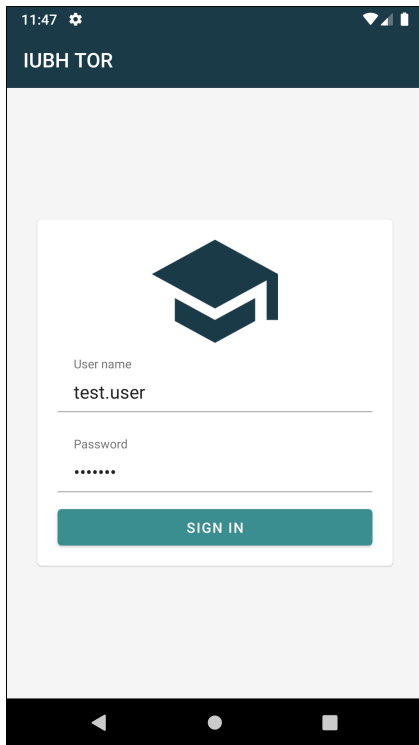 11:47
IUBH TOR
User name
test.user
Password
•••••••
SIGN IN